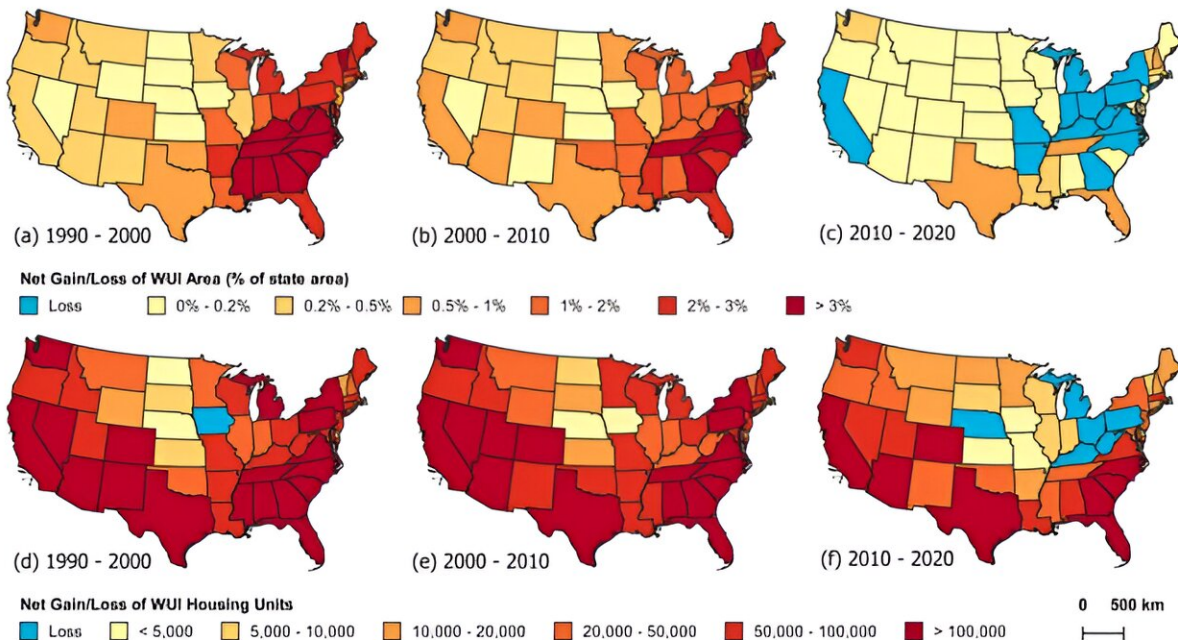 (a) 1990 - 2000
(b) 2000 - 2010
(c) 2010 - 2020
Net Gain/Loss of WUI Area (% of state area)
Loss 0% - 0.2% 0.2% - 0.5% 0.5% - 1% 1% - 2% 2% - 3% > 3%
(d) 1990 - 2000
(e) 2000 - 2010
(f) 2010 - 2020
Net Gain/Loss of WUI Housing Units
Loss < 5,000 5,000 - 10,000 10,000 - 20,000 20,000 - 50,000 50,000 - 100,000 > 100,000
0 500 km